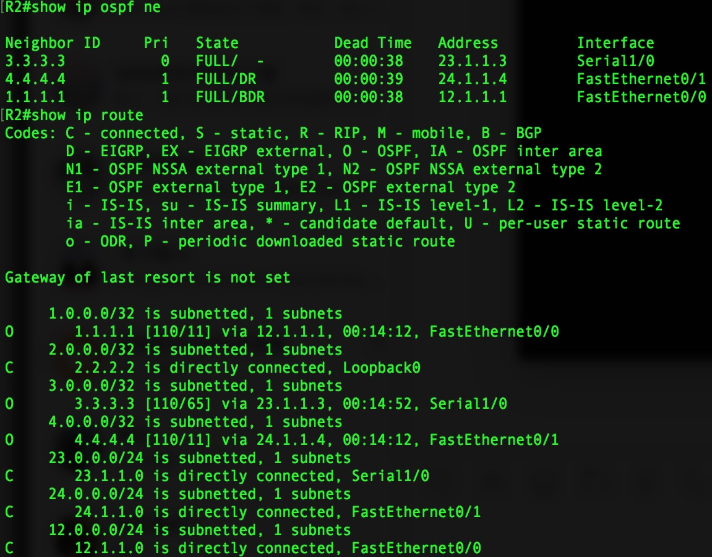 [R2#show ip ospf ne
Neighbor ID     Pri   State           Dead Time   Address         Interface
3.3.3.3           0   FULL/  -        00:00:38    23.1.1.3        Serial1/0
4.4.4.4           1   FULL/DR         00:00:39    24.1.1.4        FastEthernet0/1
1.1.1.1           1   FULL/BDR        00:00:38    12.1.1.1        FastEthernet0/0
[R2#show ip route
Codes: C - connected, S - static, R - RIP, M - mobile, B - BGP
       D - EIGRP, EX - EIGRP external, O - OSPF, IA - OSPF inter area
       N1 - OSPF NSSA external type 1, N2 - OSPF NSSA external type 2
       E1 - OSPF external type 1, E2 - OSPF external type 2
       i - IS-IS, su - IS-IS summary, L1 - IS-IS level-1, L2 - IS-IS level-2
       ia - IS-IS inter area, * - candidate default, U - per-user static route
       o - ODR, P - periodic downloaded static route
Gateway of last resort is not set
     1.0.0.0/32 is subnetted, 1 subnets
O       1.1.1.1 [110/11] via 12.1.1.1, 00:14:12, FastEthernet0/0
     2.0.0.0/32 is subnetted, 1 subnets
C       2.2.2.2 is directly connected, Loopback0
     3.0.0.0/32 is subnetted, 1 subnets
O       3.3.3.3 [110/65] via 23.1.1.3, 00:14:52, Serial1/0
     4.0.0.0/32 is subnetted, 1 subnets
O       4.4.4.4 [110/11] via 24.1.1.4, 00:14:12, FastEthernet0/1
     23.0.0.0/24 is subnetted, 1 subnets
C       23.1.1.0 is directly connected, Serial1/0
     24.0.0.0/24 is subnetted, 1 subnets
C       24.1.1.0 is directly connected, FastEthernet0/1
     12.0.0.0/24 is subnetted, 1 subnets
C       12.1.1.0 is directly connected, FastEthernet0/0